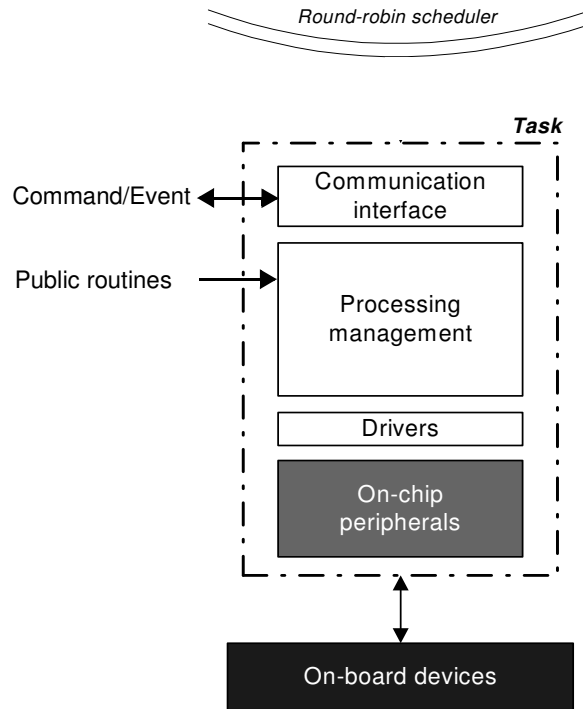 Round-robin scheduler
Task
Communication
interface
Command/Event
Public routines
Processing
management
Drivers
On-chip
peripherals
On-board devices